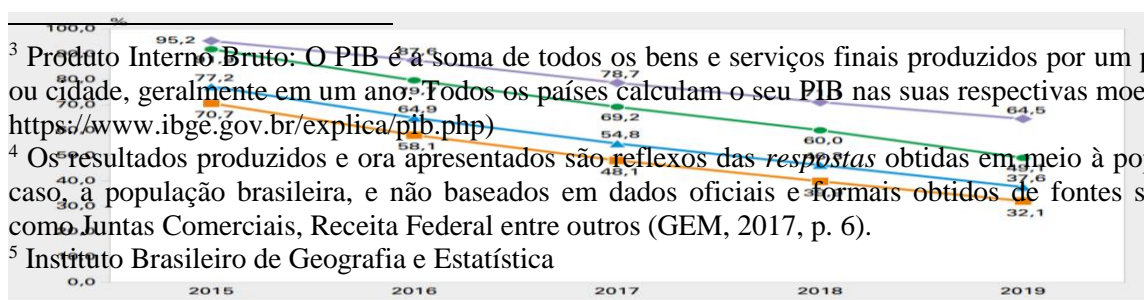 100,0 %
95,2
³ Produto Interno Bruto: O PIB é a soma de todos os bens e serviços finais produzidos por um
87,6
78,7
77,2
ou cidade, geralmente em um ano. Todos os países calculam o seu PIB nas suas respectivas moe
70,0
64,9
69,2
64,5
https://www.ibge.gov.br/explica/pib.php)
70,7
58,1
54,8
60,0
⁴ Os resultados produzidos e ora apresentados são reflexos das respostas obtidas em meio à po
48,1
40,0
37,6
caso, à população brasileira, e não baseados em dados oficiais e formais obtidos de fontes s
32,1
como Juntas Comerciais, Receita Federal entre outros (GEM, 2017, p. 6).
⁵ Instituto Brasileiro de Geografia e Estatística
0,0
2015 2016 2017 2018 2019